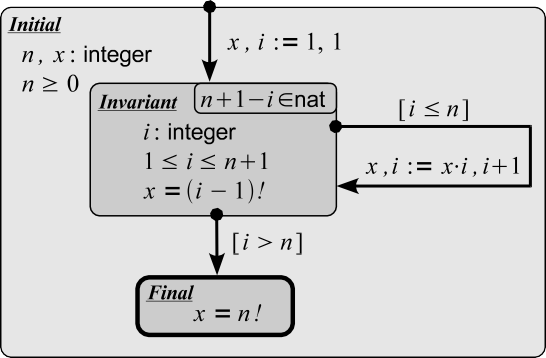 Initial
x , i := 1, 1
n, x : integer
n ≥ 0
Invariant
n+1−i∈nat
[i ≤ n]
i : integer
1 ≤ i ≤ n+1
x , i := x·i , i+1
x = (i − 1)!
[i > n]
Final
x = n!